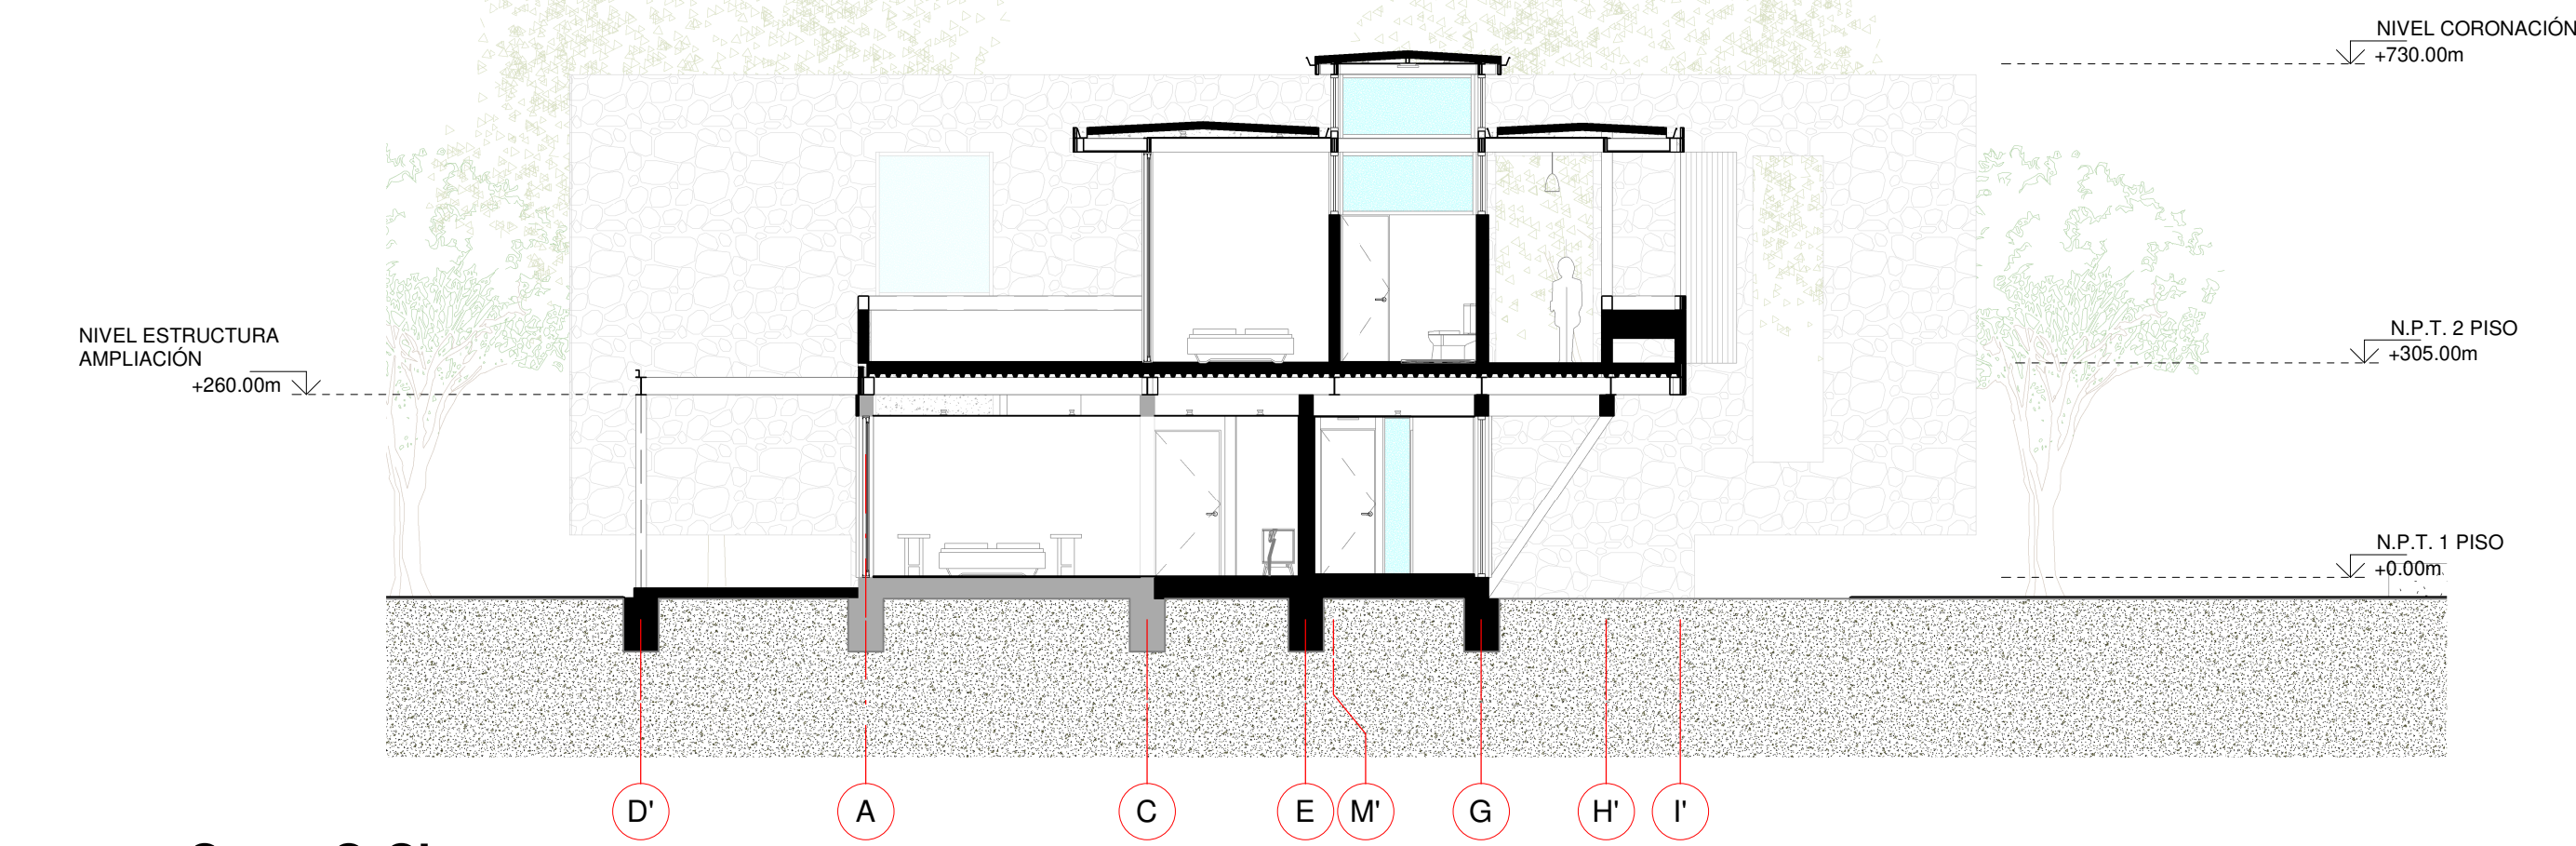 NIVEL CORONACIÓN
+730.00m
NIVEL ESTRUCTURA
AMPLIACIÓN
+260.00m
N.P.T. 2 PISO
+305.00m
N.P.T. 1 PISO
+0.00m
D' A C E M' G H' I'